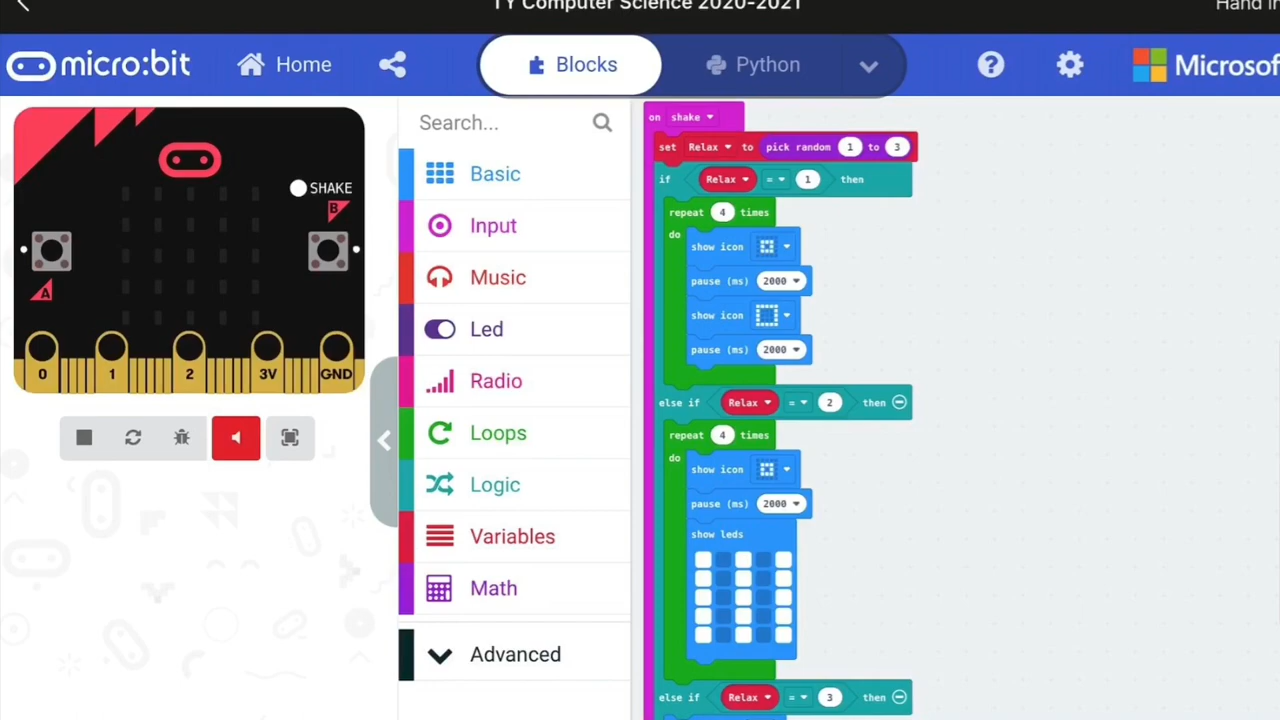 TY Computer Science 2020-2021
Hand in
micro:bit
Home
Blocks
Python
Microsof
SHAKE
B
A
0 1 2 3V GND
Search...
Basic
Input
Music
Led
Radio
Loops
Logic
Variables
Math
Advanced
on shake
set Relax to pick random 1 to 3
if Relax = 1 then
repeat 4 times
do
show icon
pause (ms) 2000
show icon
pause (ms) 2000
else if Relax = 2 then
repeat 4 times
do
show icon
pause (ms) 2000
show leds
else if Relax = 3 then